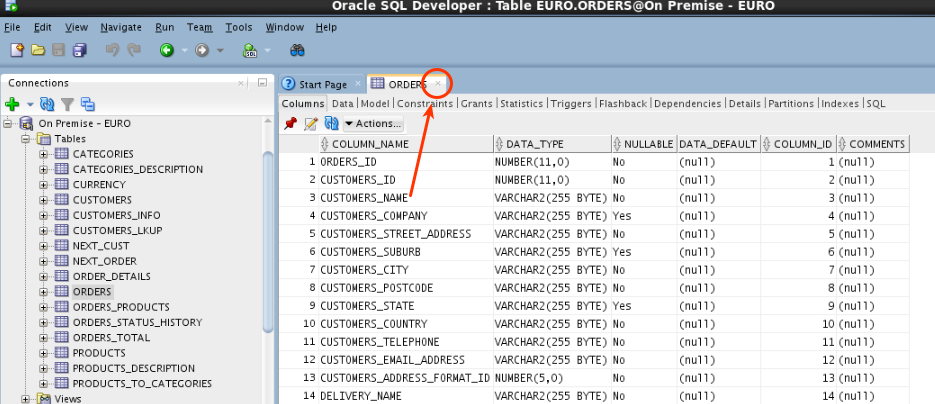 Oracle SQL Developer : Table EURO.ORDERS@On Premise - EURO
File Edit View Navigate Run Team Tools Window Help
Connections
Start Page
ORDERS
Columns Data Model Constraints Grants Statistics Triggers Flashback Dependencies Details Partitions Indexes SQL
Actions...
On Premise - EURO
Tables
CATEGORIES
CATEGORIES_DESCRIPTION
CURRENCY
CUSTOMERS
CUSTOMERS_INFO
CUSTOMERS_LKUP
NEXT_CUST
NEXT_ORDER
ORDER_DETAILS
ORDERS
ORDERS_PRODUCTS
ORDERS_STATUS_HISTORY
ORDERS_TOTAL
PRODUCTS
PRODUCTS_DESCRIPTION
PRODUCTS_TO_CATEGORIES
Views
COLUMN_NAME DATA_TYPE NULLABLE DATA_DEFAULT COLUMN_ID COMMENTS
1 ORDERS_ID NUMBER(11,0) No (null) 1 (null)
2 CUSTOMERS_ID NUMBER(11,0) No (null) 2 (null)
3 CUSTOMERS_NAME VARCHAR2(255 BYTE) No (null) 3 (null)
4 CUSTOMERS_COMPANY VARCHAR2(255 BYTE) Yes (null) 4 (null)
5 CUSTOMERS_STREET_ADDRESS VARCHAR2(255 BYTE) No (null) 5 (null)
6 CUSTOMERS_SUBURB VARCHAR2(255 BYTE) Yes (null) 6 (null)
7 CUSTOMERS_CITY VARCHAR2(255 BYTE) No (null) 7 (null)
8 CUSTOMERS_POSTCODE VARCHAR2(255 BYTE) No (null) 8 (null)
9 CUSTOMERS_STATE VARCHAR2(255 BYTE) Yes (null) 9 (null)
10 CUSTOMERS_COUNTRY VARCHAR2(255 BYTE) No (null) 10 (null)
11 CUSTOMERS_TELEPHONE VARCHAR2(255 BYTE) No (null) 11 (null)
12 CUSTOMERS_EMAIL_ADDRESS VARCHAR2(255 BYTE) No (null) 12 (null)
13 CUSTOMERS_ADDRESS_FORMAT_ID NUMBER(5,0) No (null) 13 (null)
14 DELIVERY_NAME VARCHAR2(255 BYTE) No (null) 14 (null)